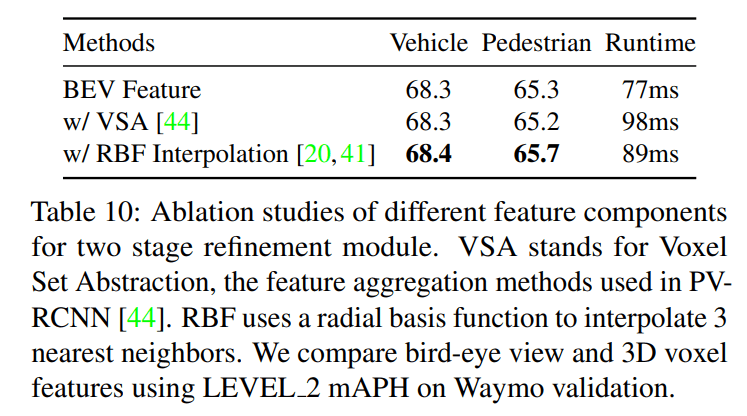 Methods Vehicle Pedestrian Runtime
BEV Feature 68.3 65.3 77ms
w/ VSA [44] 68.3 65.2 98ms
w/ RBF Interpolation [20,41] 68.4 65.7 89ms
Table 10: Ablation studies of different feature components
for two stage refinement module. VSA stands for Voxel
Set Abstraction, the feature aggregation methods used in PV-
RCNN [44]. RBF uses a radial basis function to interpolate 3
nearest neighbors. We compare bird-eye view and 3D voxel
features using LEVEL_2 mAPH on Waymo validation.